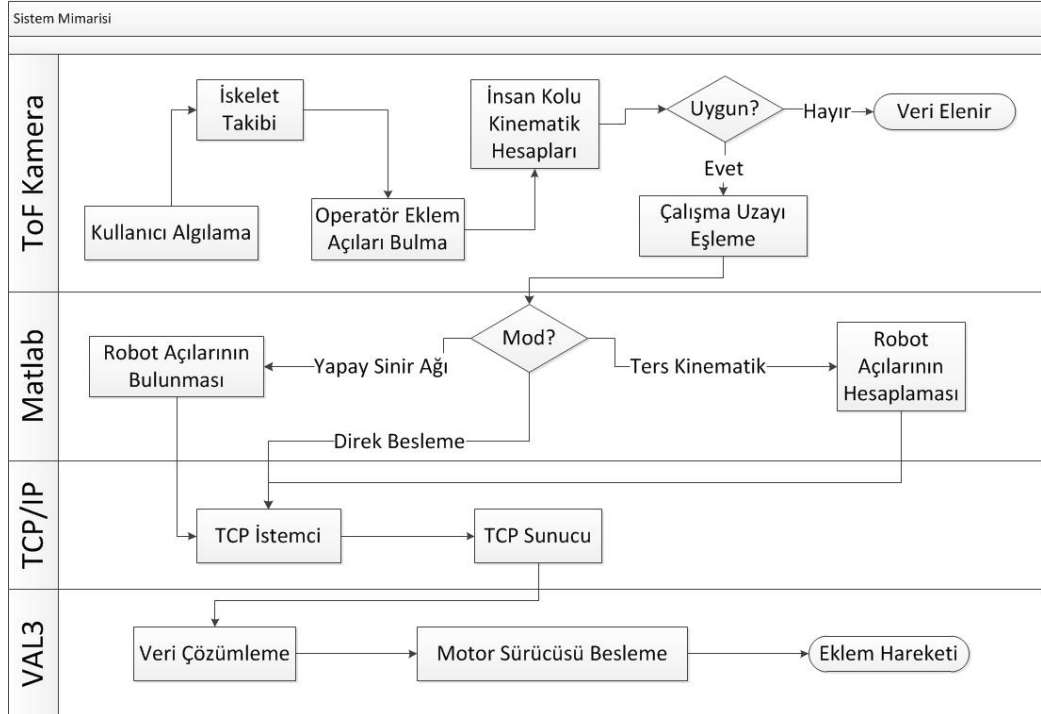 Sistem Mimarisi
ToF Kamera
İskelet
Takibi
İnsan Kolu
Kinematik
Hesapları
Uygun?
Hayır
Veri Elenir
Evet
Kullanıcı Algılama
Operatör Eklem
Açıları Bulma
Çalışma Uzayı
Eşleme
Matlab
Robot Açılarının
Bulunması
Yapay Sinir Ağı
Mod?
Ters Kinematik
Robot
Açılarının
Hesaplaması
Direk Besleme
TCP/IP
TCP İstemci
TCP Sunucu
VAL3
Veri Çözümleme
Motor Sürücüsü Besleme
Eklem Hareketi